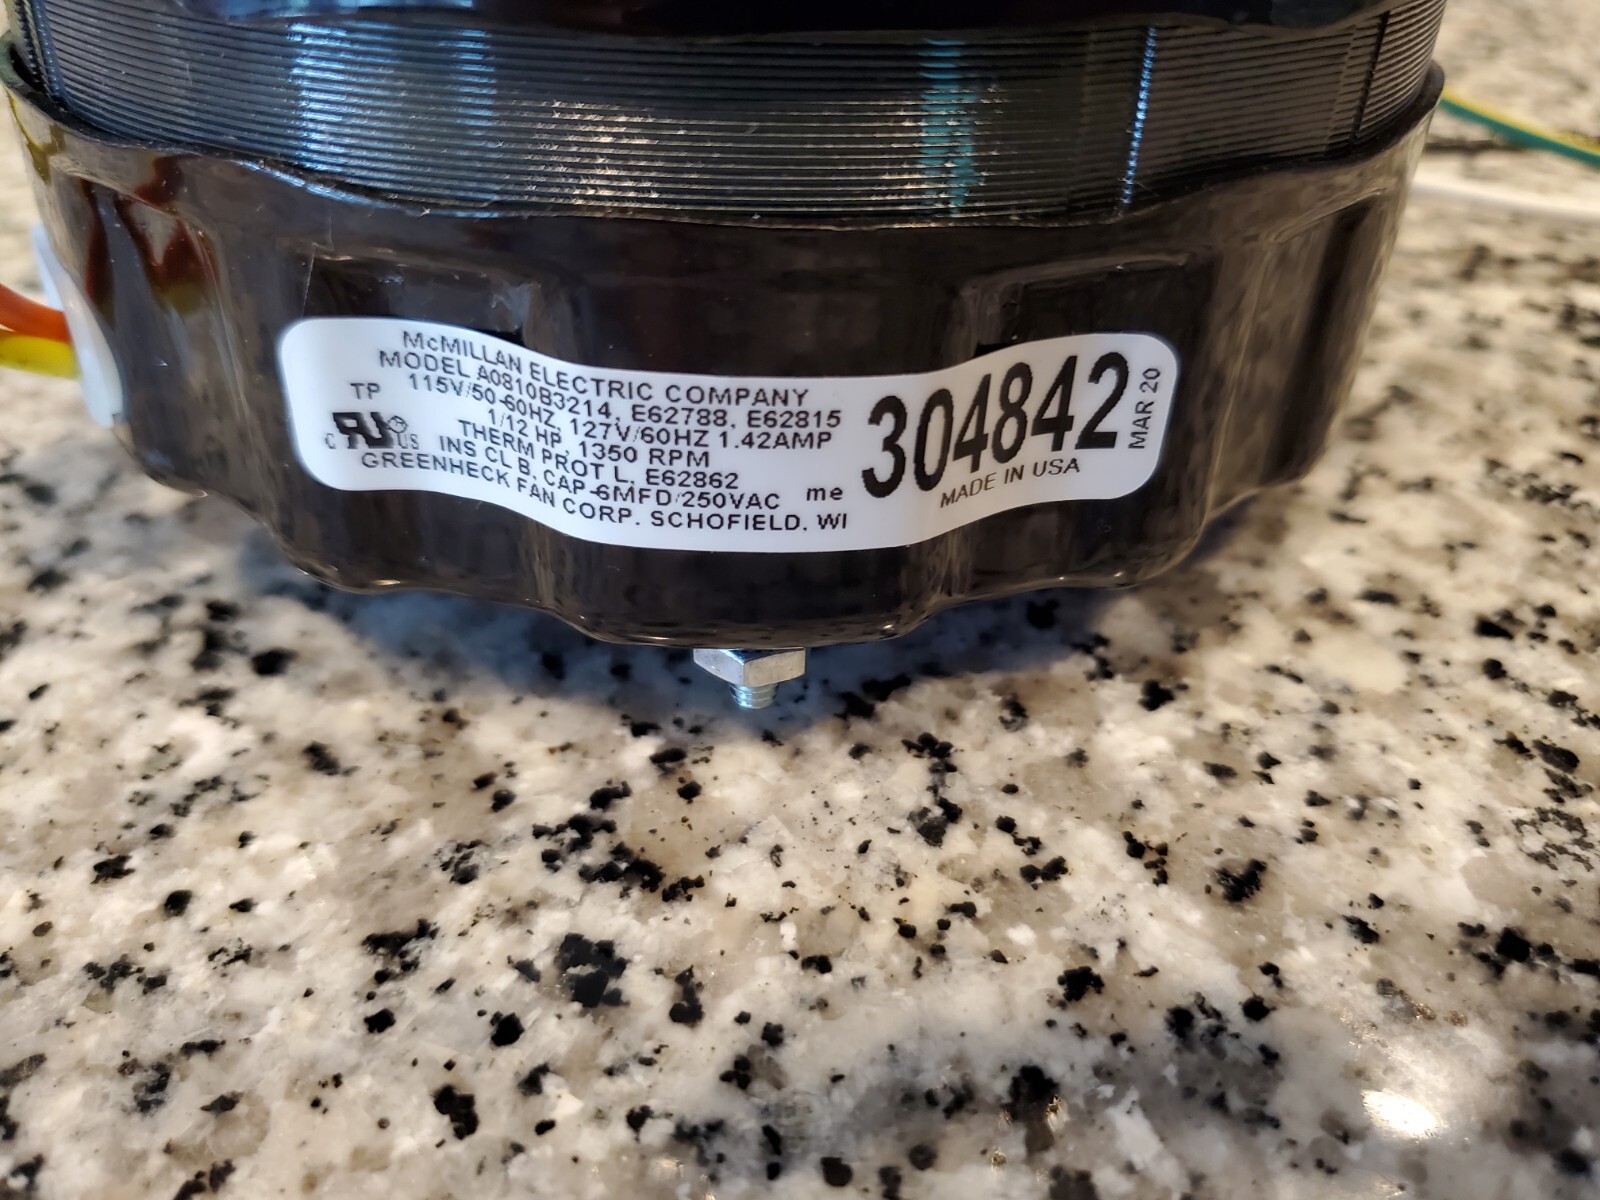 McMILLAN ELECTRIC COMPANY
MODEL A0810B3214, E62788, E62815
115V/50-60HZ, 127V/60HZ 1.42AMP
1/12 HP, 1350 RPM
THERM PROT L, E62862
INS CL B, CAP-6MFD/250VAC
GREENHECK FAN CORP. SCHOFIELD, WI
TP
c RU US
me
304842
MADE IN USA
MAR 20